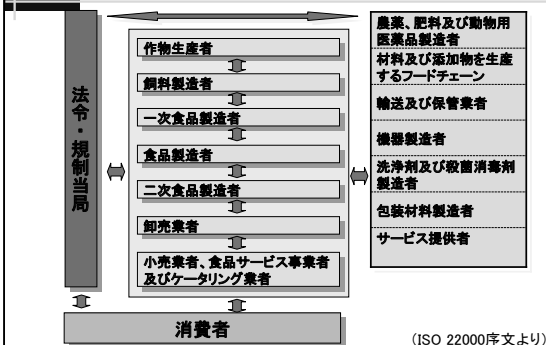 法令・規制当局
作物生産者
飼料製造者
一次食品製造者
食品製造者
二次食品製造者
卸売業者
小売業者、食品サービス事業者
及びケータリング業者
農薬、肥料及び動物用
医薬品製造者
材料及び添加物を生産
するフードチェーン
輸送及び保管業者
機器製造者
洗浄剤及び殺菌消毒剤
製造者
包装材料製造者
サービス提供者
消費者
(ISO 22000序文より)